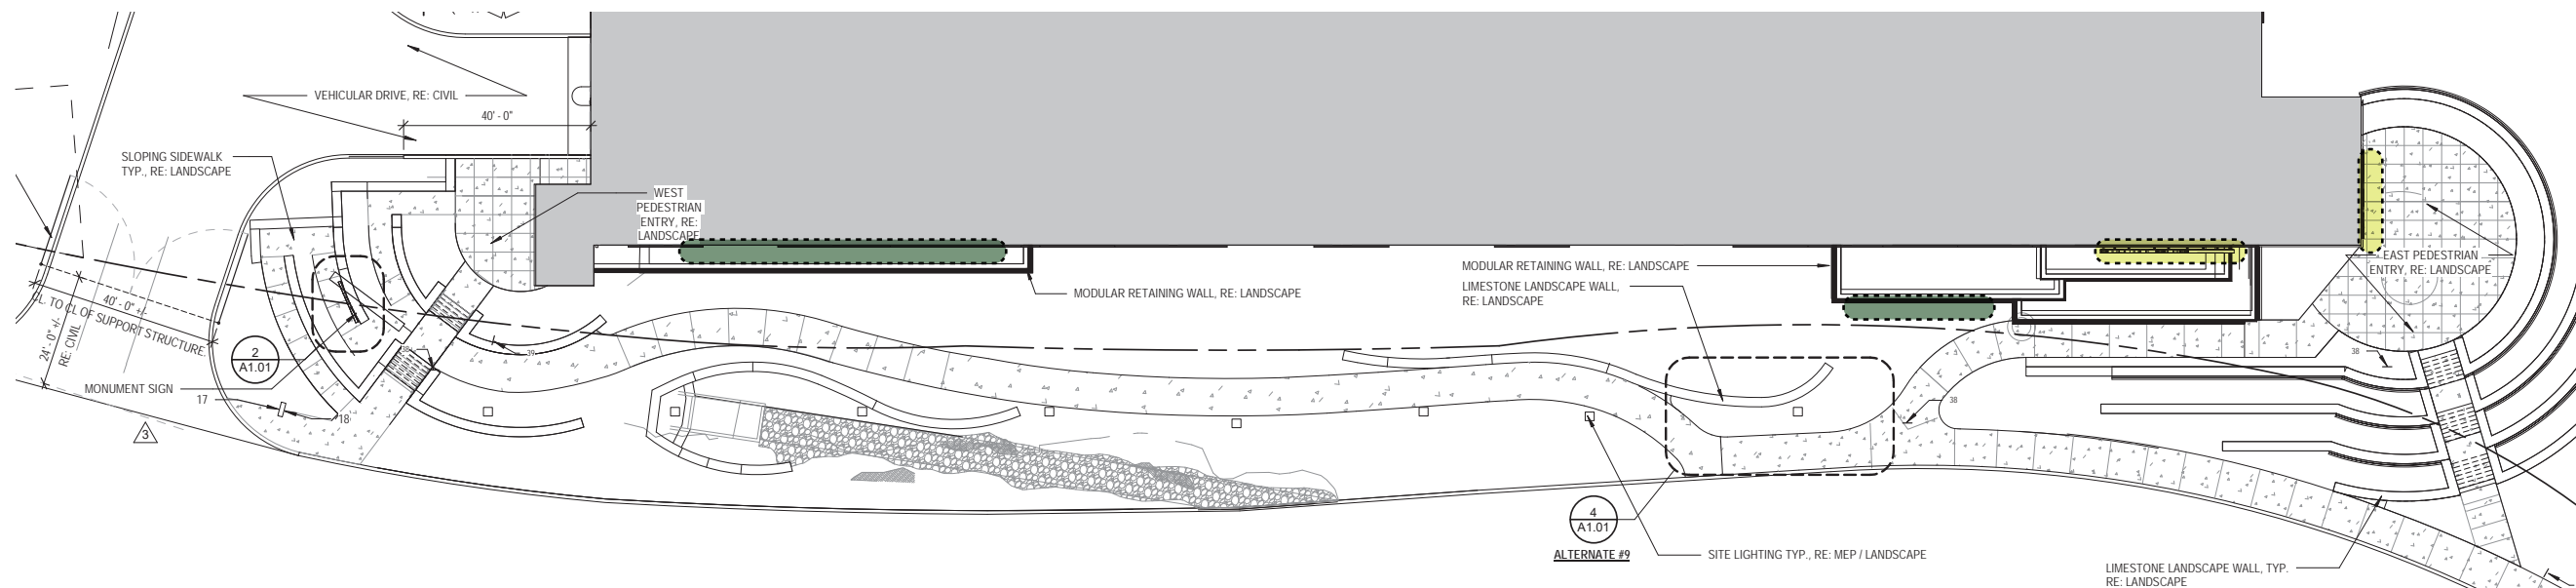 VEHICULAR DRIVE, RE: CIVIL
40' - 0"
SLOPING SIDEWALK
TYP., RE: LANDSCAPE
WEST
PEDESTRIAN
ENTRY, RE:
LANDSCAPE
EAST PEDESTRIAN
ENTRY, RE: LANDSCAPE
MODULAR RETAINING WALL, RE: LANDSCAPE
LIMESTONE LANDSCAPE WALL,
RE: LANDSCAPE
MODULAR RETAINING WALL, RE: LANDSCAPE
40' - 0" +/-
CL. TO CL OF SUPPORT STRUCTURE.
24' - 0" +/-
RE: CIVIL
2
A1.01
39
38
38
MONUMENT SIGN
17
18
3
38
4
A1.01
ALTERNATE #9
SITE LIGHTING TYP., RE: MEP / LANDSCAPE
LIMESTONE LANDSCAPE WALL, TYP.
RE: LANDSCAPE